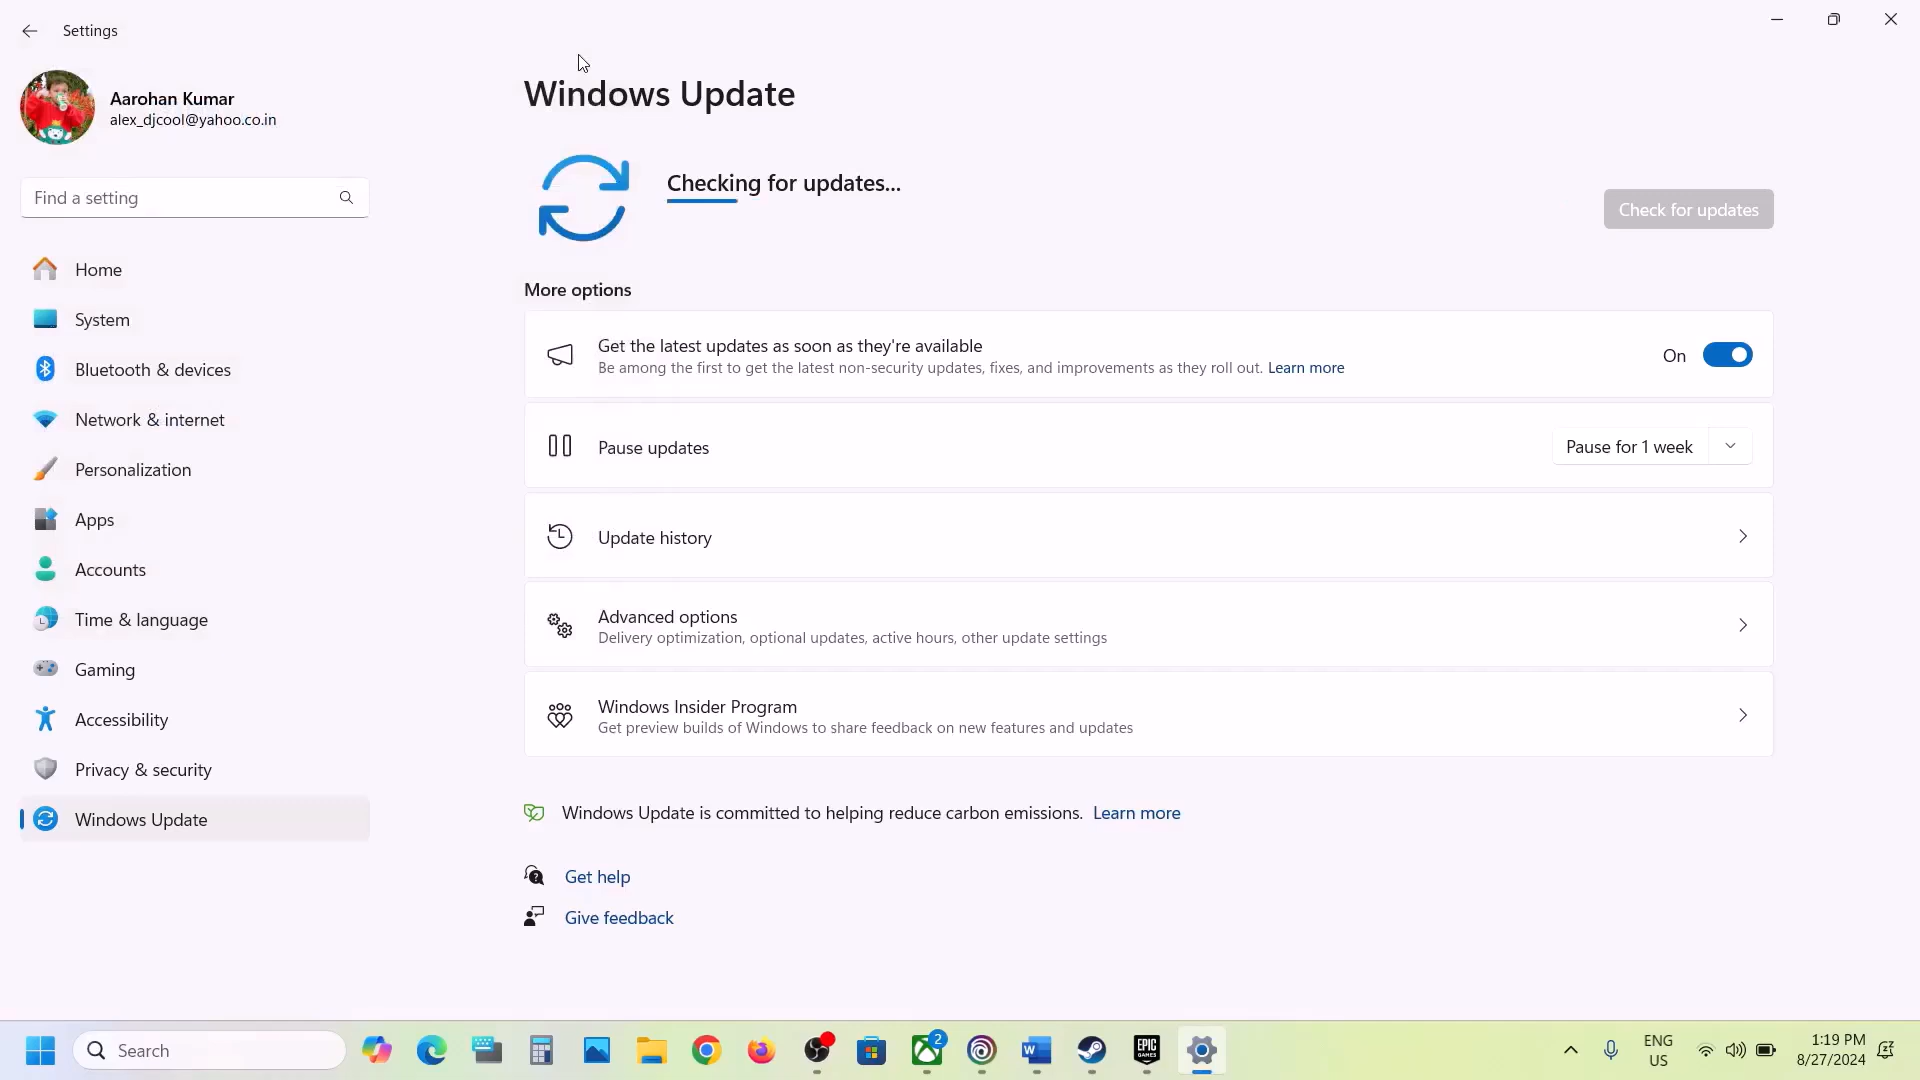 Settings
Aarohan Kumar
alex_djcool@yahoo.co.in
Find a setting
Home
System
Bluetooth & devices
Network & internet
Personalization
Apps
Accounts
Time & language
Gaming
Accessibility
Privacy & security
Windows Update
Windows Update
Checking for updates...
Check for updates
More options
Get the latest updates as soon as they're available
Be among the first to get the latest non-security updates, fixes, and improvements as they roll out. Learn more
On
Pause updates
Pause for 1 week
Update history
Advanced options
Delivery optimization, optional updates, active hours, other update settings
Windows Insider Program
Get preview builds of Windows to share feedback on new features and updates
Windows Update is committed to helping reduce carbon emissions. Learn more
Get help
Give feedback
Search
2
W
EPIC
GAMES
ENG
US
1:19 PM
8/27/2024